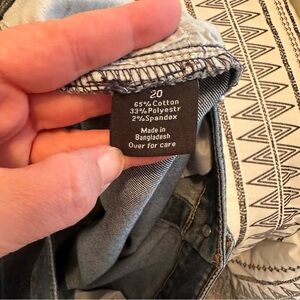 20
65% Cotton
33% Polyestr
2% Spandex
Made in
Bangladesh
Over for care